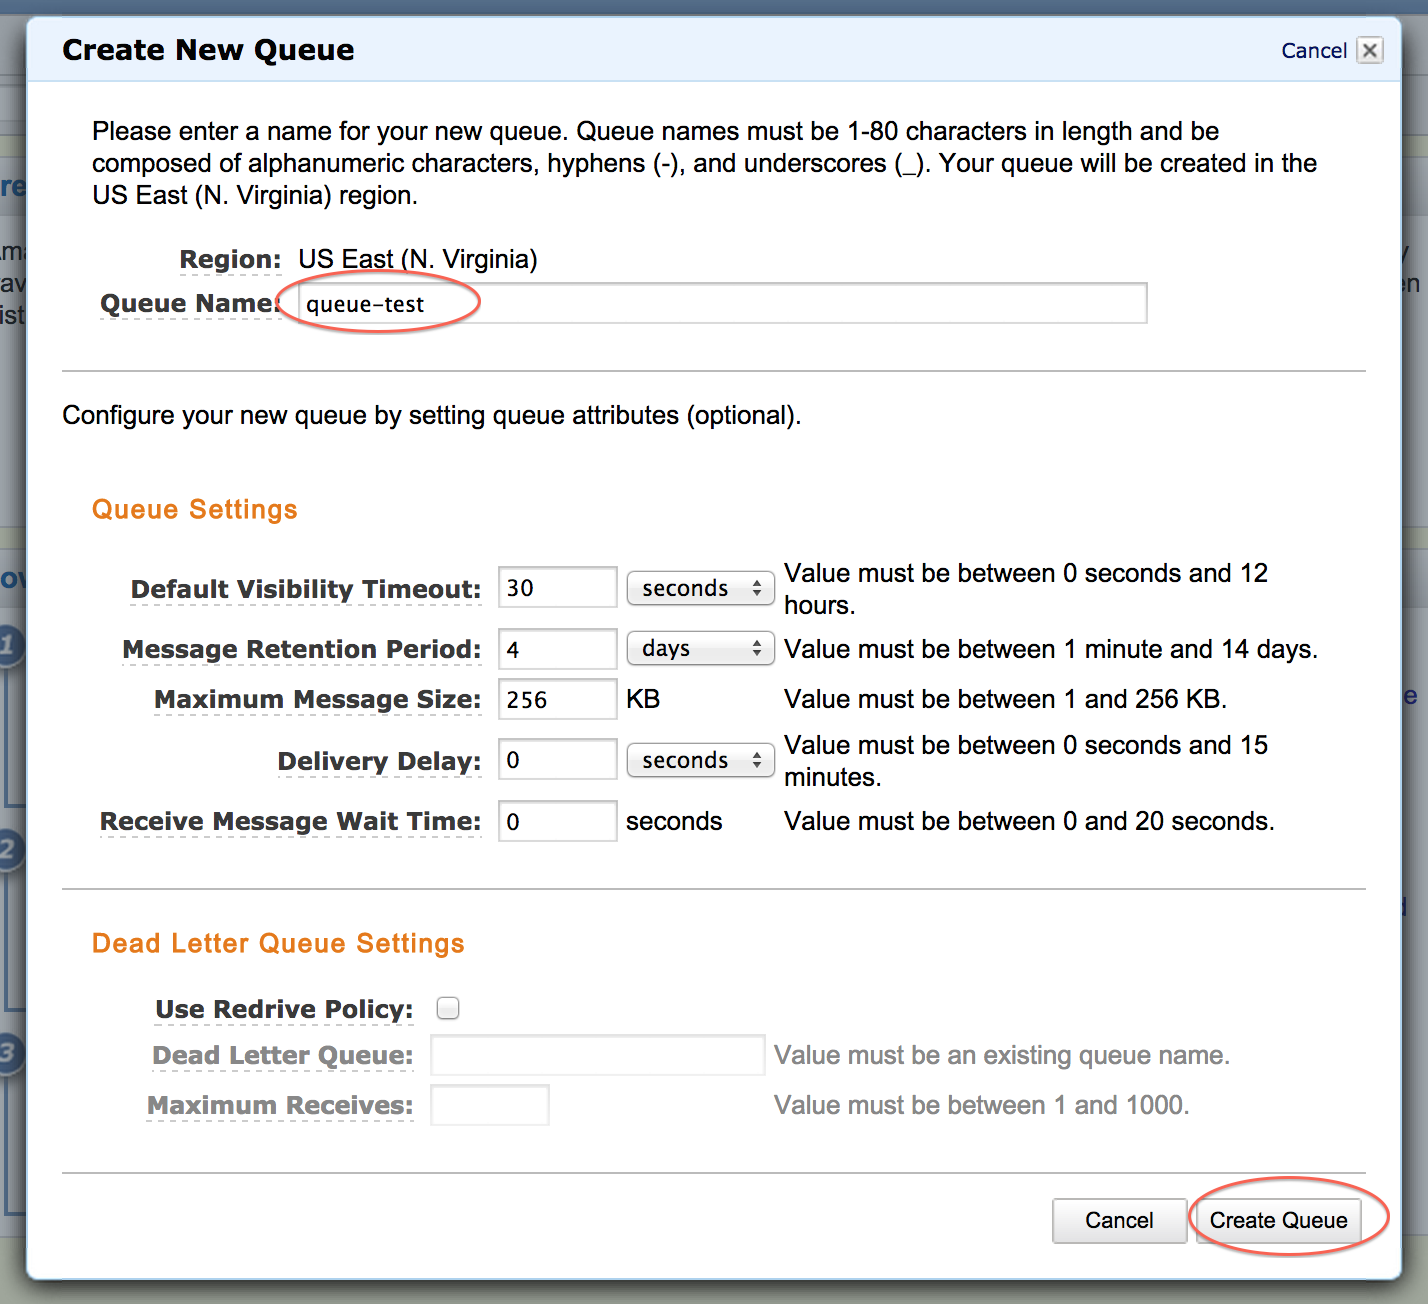 Create New Queue
Cancel
Please enter a name for your new queue. Queue names must be 1-80 characters in length and be
composed of alphanumeric characters, hyphens (-), and underscores (_). Your queue will be created in the
US East (N. Virginia) region.
Region: US East (N. Virginia)
Queue Name: queue-test
Configure your new queue by setting queue attributes (optional).
Queue Settings
Default Visibility Timeout: 30 seconds Value must be between 0 seconds and 12
hours.
Message Retention Period: 4 days Value must be between 1 minute and 14 days.
Maximum Message Size: 256 KB Value must be between 1 and 256 KB.
Delivery Delay: 0 seconds Value must be between 0 seconds and 15
minutes.
Receive Message Wait Time: 0 seconds Value must be between 0 and 20 seconds.
Dead Letter Queue Settings
Use Redrive Policy:
Dead Letter Queue: Value must be an existing queue name.
Maximum Receives: Value must be between 1 and 1000.
Cancel Create Queue
1
2
3